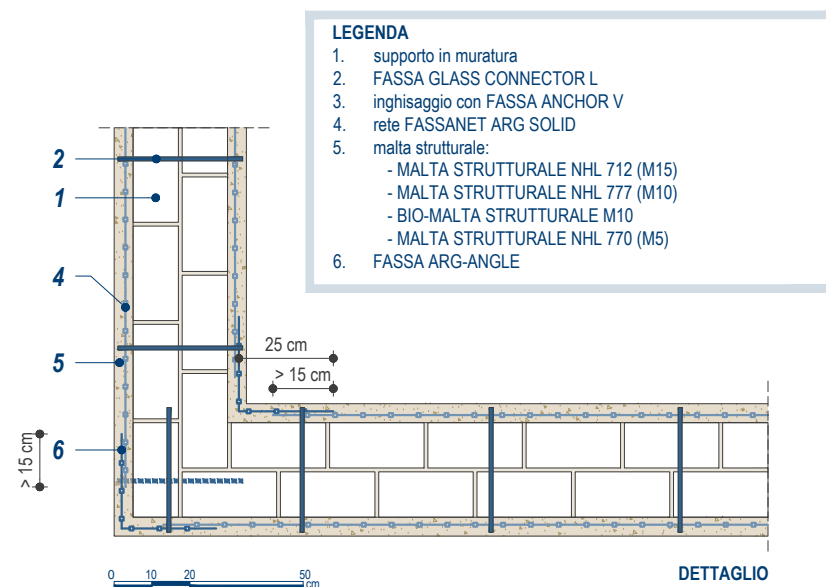 LEGENDA
1. supporto in muratura
2. FASSA GLASS CONNECTOR L
3. inghisaggio con FASSA ANCHOR V
4. rete FASSANET ARG SOLID
5. malta strutturale:
- MALTA STRUTTURALE NHL 712 (M15)
- MALTA STRUTTURALE NHL 777 (M10)
- BIO-MALTA STRUTTURALE M10
- MALTA STRUTTURALE NHL 770 (M5)
6. FASSA ARG-ANGLE
2
1
4
5
6
25 cm
> 15 cm
> 15 cm
0 10 20 50
cm
DETTAGLIO